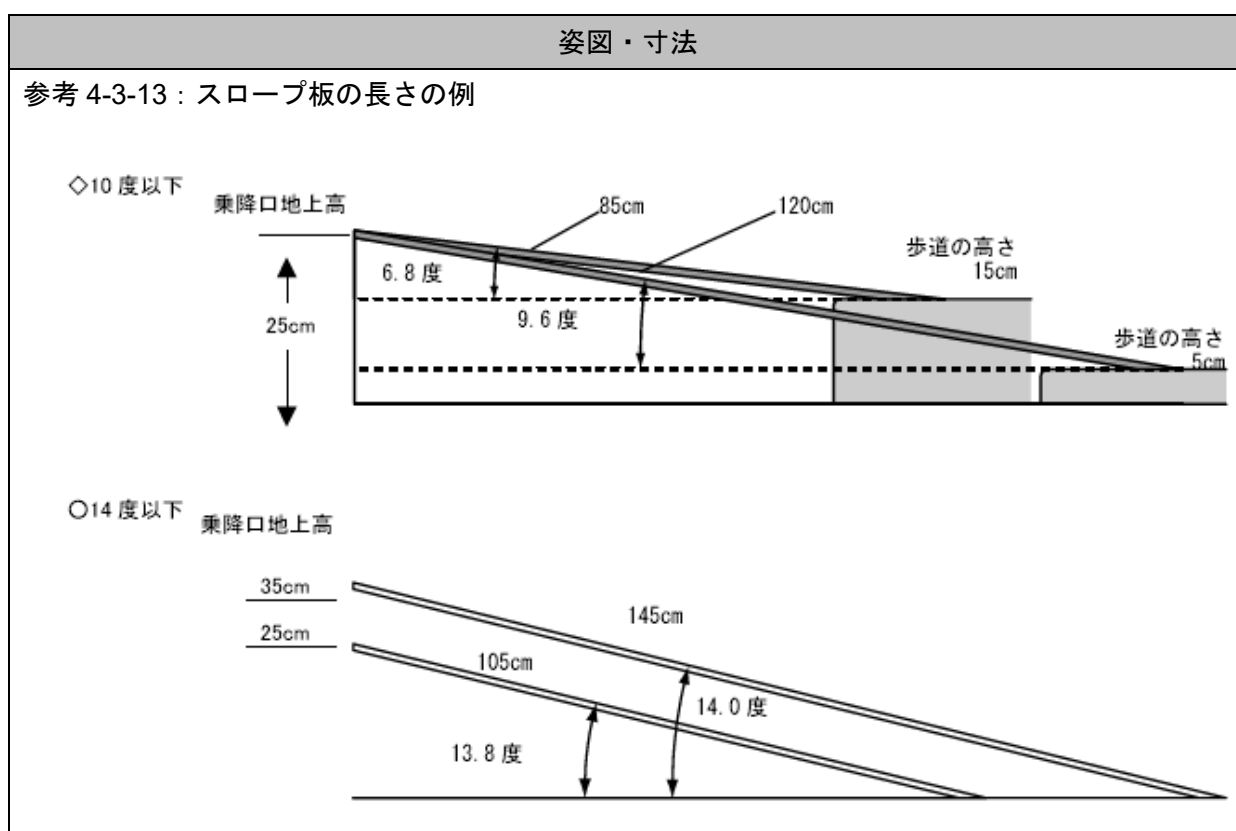 姿図・寸法
参考 4-3-13：スロープ板の長さの例
◇10 度以下
乗降口地上高
85cm
120cm
歩道の高さ
15cm
6.8 度
25cm
9.6 度
歩道の高さ
5cm
○14 度以下
乗降口地上高
35cm
145cm
25cm
105cm
14.0 度
13.8 度